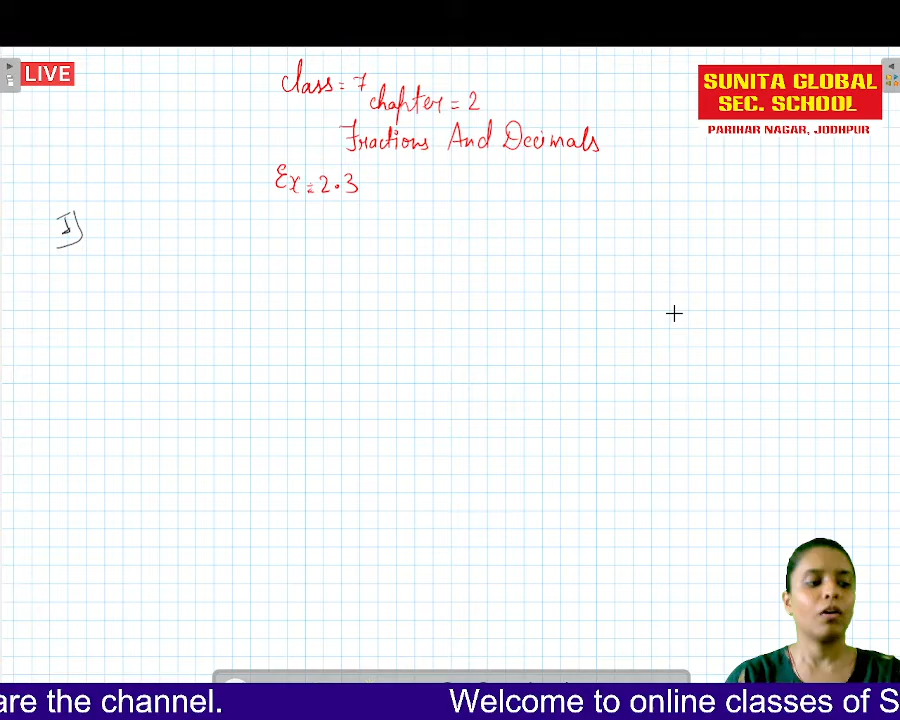 LIVE
class = 7
chapter = 2
Fractions And Decimals
Ex :- 2.3
SUNITA GLOBAL
SEC. SCHOOL
PARIHAR NAGAR, JODHPUR
are the channel.
Welcome to online classes of S